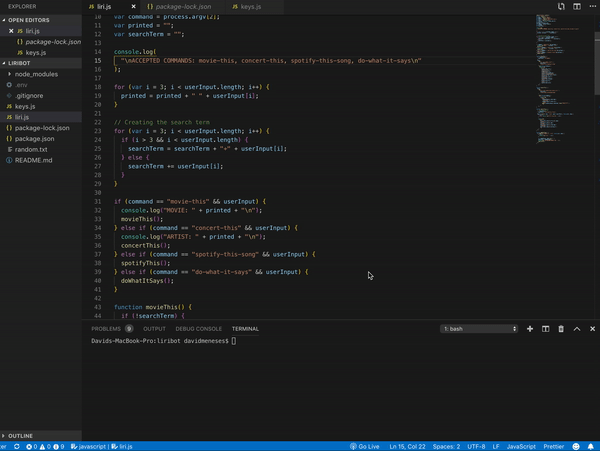 EXPLORER
OPEN EDITORS
liri.js
package-lock.json
keys.js
LIRIBOT
node_modules
.env
.gitignore
keys.js
liri.js
package-lock.json
package.json
random.txt
README.md
OUTLINE
liri.js
package-lock.json
keys.js
10 var command = process.argv[2];
11 var printed = "";
12 var searchTerm = "";
13
14 console.log(
15 "\nACCEPTED COMMANDS: movie-this, concert-this, spotify-this-song, do-what-it-says\n"
16 );
17
18 for (var i = 3; i < userInput.length; i++) {
19 printed = printed + " " + userInput[i];
20 }
21
22 // Creating the search term
23 for (var i = 3; i < userInput.length; i++) {
24 if (i > 3 && i < userInput.length) {
25 searchTerm = searchTerm + "+" + userInput[i];
26 } else {
27 searchTerm += userInput[i];
28 }
29 }
30
31 if (command == "movie-this" && userInput) {
32 console.log("MOVIE: " + printed + "\n");
33 movieThis();
34 } else if (command == "concert-this" && userInput) {
35 console.log("ARTIST: " + printed + "\n");
36 concertThis();
37 } else if (command == "spotify-this-song" && userInput) {
38 spotifyThis();
39 } else if (command == "do-what-it-says" && userInput) {
40 doWhatItSays();
41 }
42
43 function movieThis() {
44 if (!searchTerm) {
PROBLEMS 9 OUTPUT DEBUG CONSOLE TERMINAL 1: bash
Davids-MacBook-Pro:liribot davidmeneses$
0 0 9 javascript | liri.js Go Live Ln 15, Col 22 Spaces: 2 UTF-8 LF JavaScript Prettier